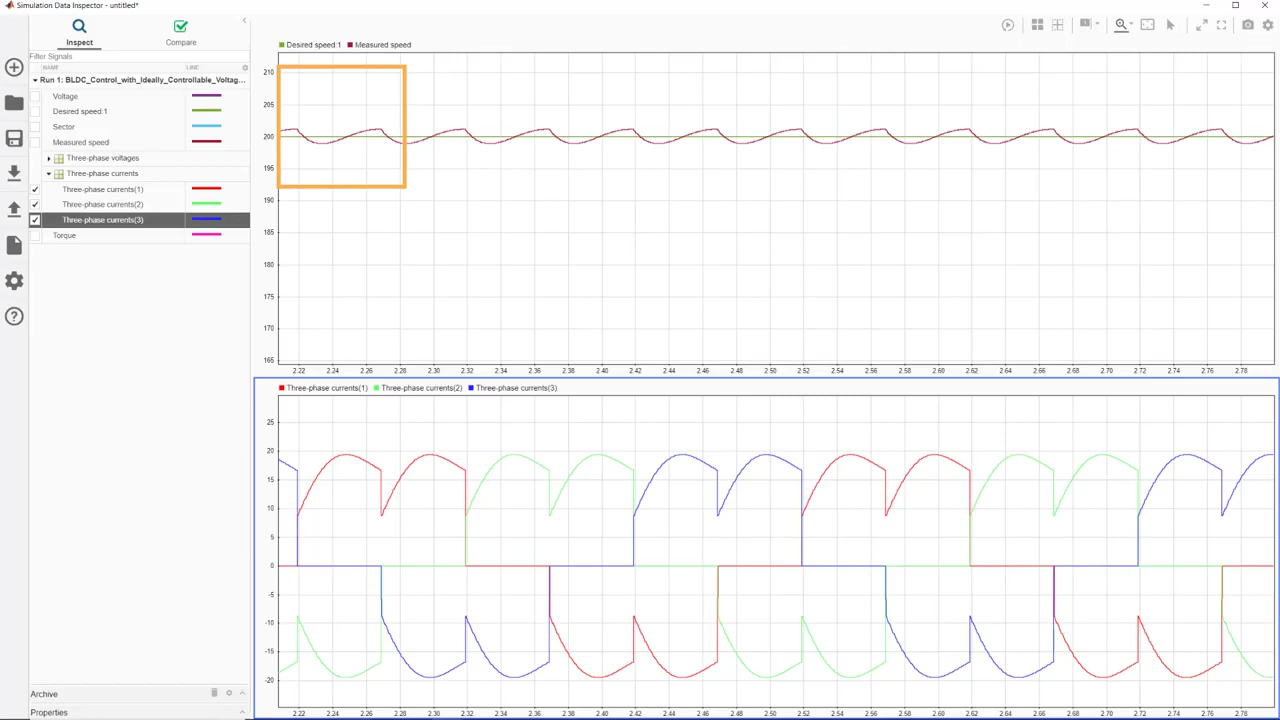 Simulation Data Inspector - untitled*
Inspect
Compare
Filter Signals
NAME LINE
Run 1: BLDC_Control_with_Ideally_Controllable_Voltag...
Voltage
Desired speed:1
Sector
Measured speed
Three-phase voltages
Three-phase currents
Three-phase currents(1)
Three-phase currents(2)
Three-phase currents(3)
Torque
Archive
Properties
Desired speed:1 Measured speed
210
205
200
195
190
185
180
175
170
165
2.22 2.24 2.26 2.28 2.30 2.32 2.34 2.36 2.38 2.40 2.42 2.44 2.46 2.48 2.50 2.52 2.54 2.56 2.58 2.60 2.62 2.64 2.66 2.68 2.70 2.72 2.74 2.76 2.78
Three-phase currents(1) Three-phase currents(2) Three-phase currents(3)
25
20
15
10
5
0
-5
-10
-15
-20
2.22 2.24 2.26 2.28 2.30 2.32 2.34 2.36 2.38 2.40 2.42 2.44 2.46 2.48 2.50 2.52 2.54 2.56 2.58 2.60 2.62 2.64 2.66 2.68 2.70 2.72 2.74 2.76 2.78